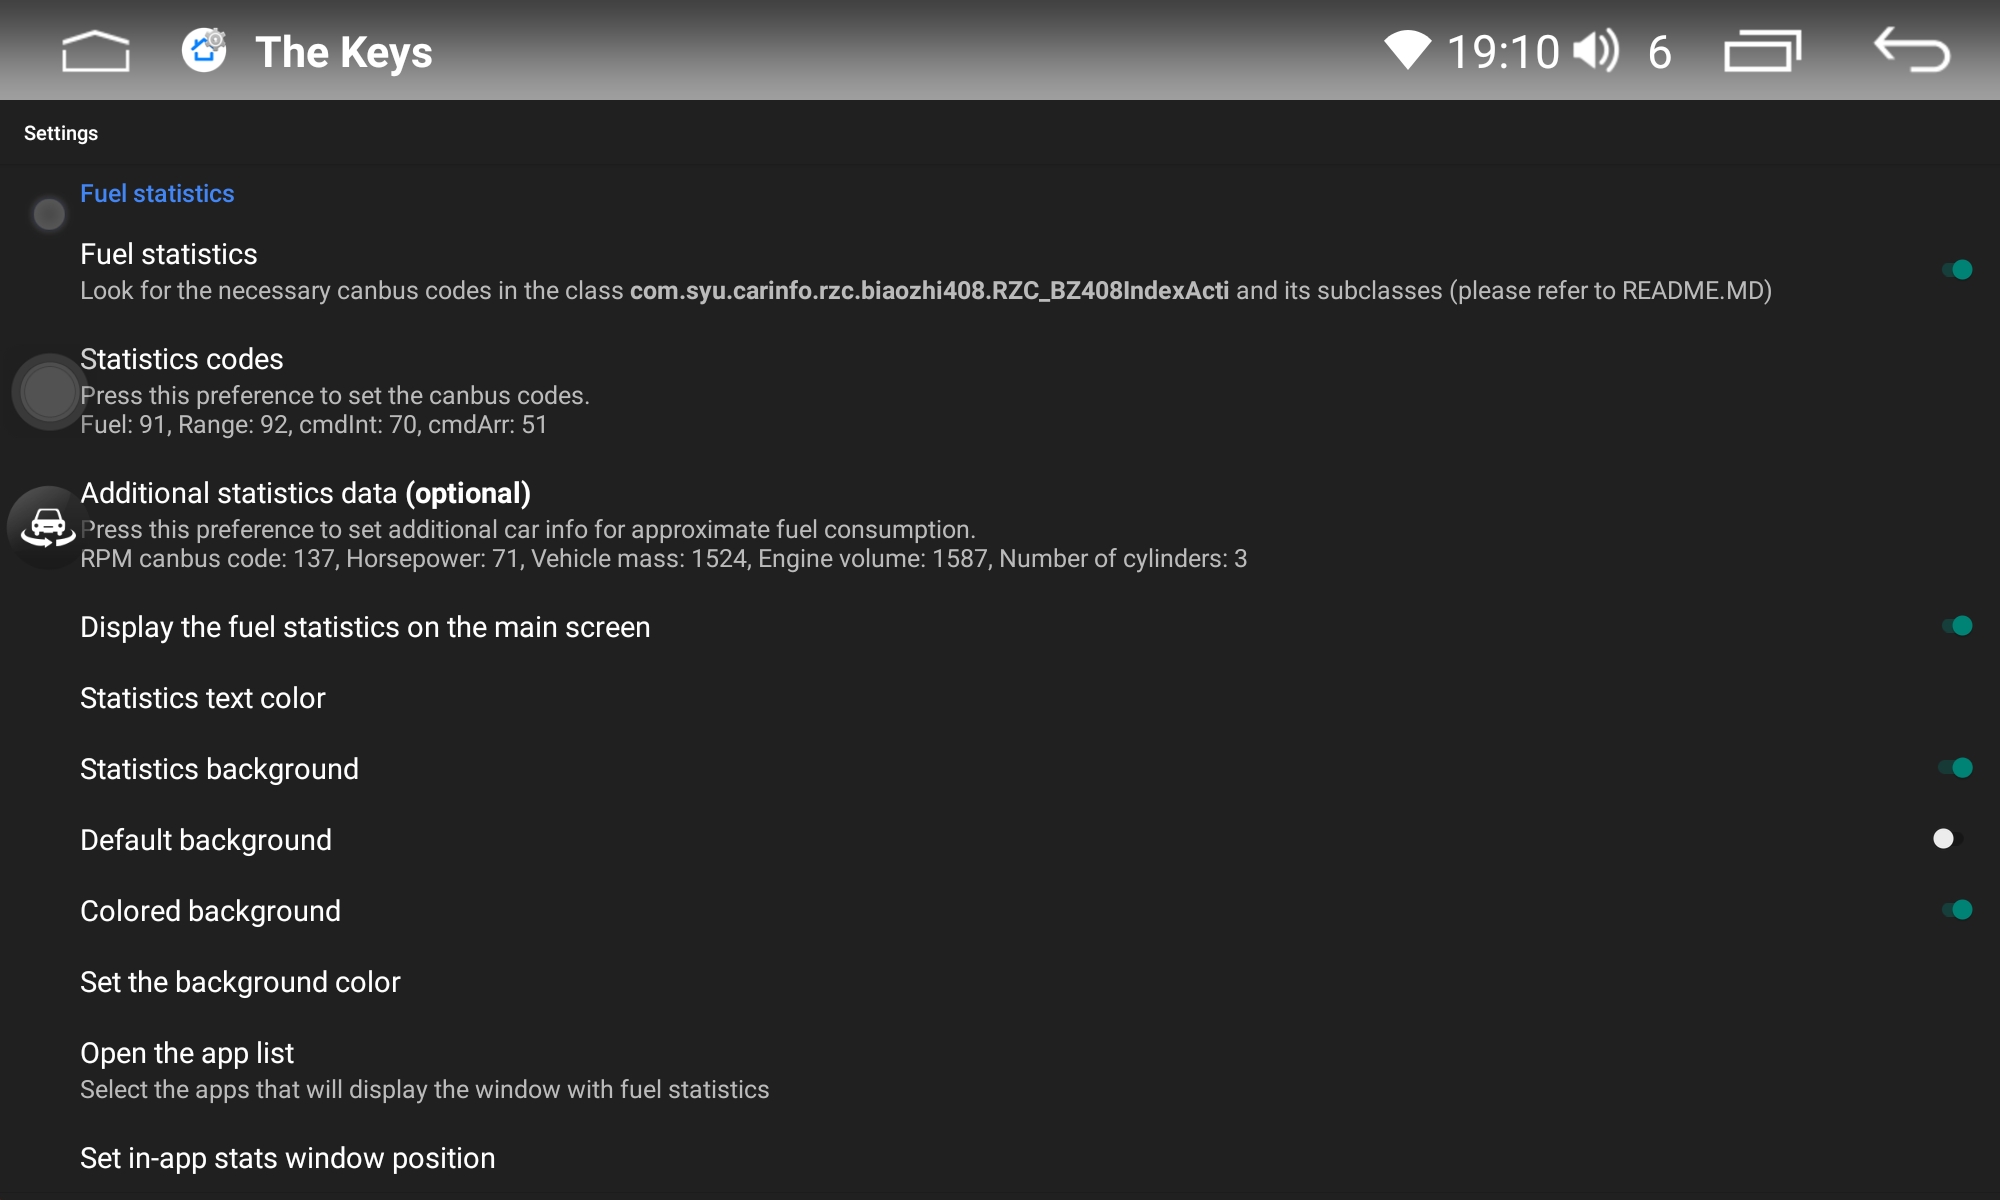 The Keys
19:10
6
Settings
Fuel statistics
Fuel statistics
Look for the necessary canbus codes in the class com.syu.carinfo.rzc.biaozhi408.RZC_BZ408IndexActi and its subclasses (please refer to README.MD)
Statistics codes
Press this preference to set the canbus codes.
Fuel: 91, Range: 92, cmdInt: 70, cmdArr: 51
Additional statistics data (optional)
Press this preference to set additional car info for approximate fuel consumption.
RPM canbus code: 137, Horsepower: 71, Vehicle mass: 1524, Engine volume: 1587, Number of cylinders: 3
Display the fuel statistics on the main screen
Statistics text color
Statistics background
Default background
Colored background
Set the background color
Open the app list
Select the apps that will display the window with fuel statistics
Set in-app stats window position